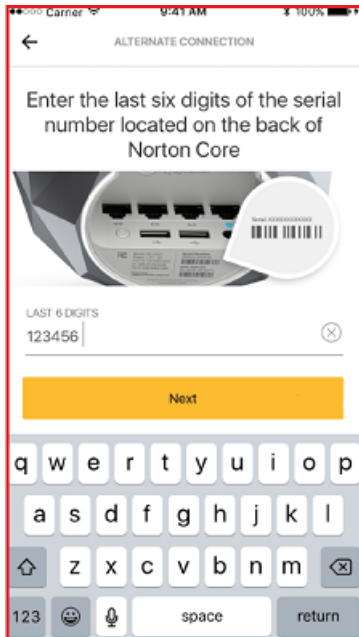 Carrier 9:41 AM 100%
ALTERNATE CONNECTION
Enter the last six digits of the serial
number located on the back of
Norton Core
LAST 6 DIGITS
123456
Next
q w e r t y u i o p
a s d f g h j k l
z x c v b n m
123 space return